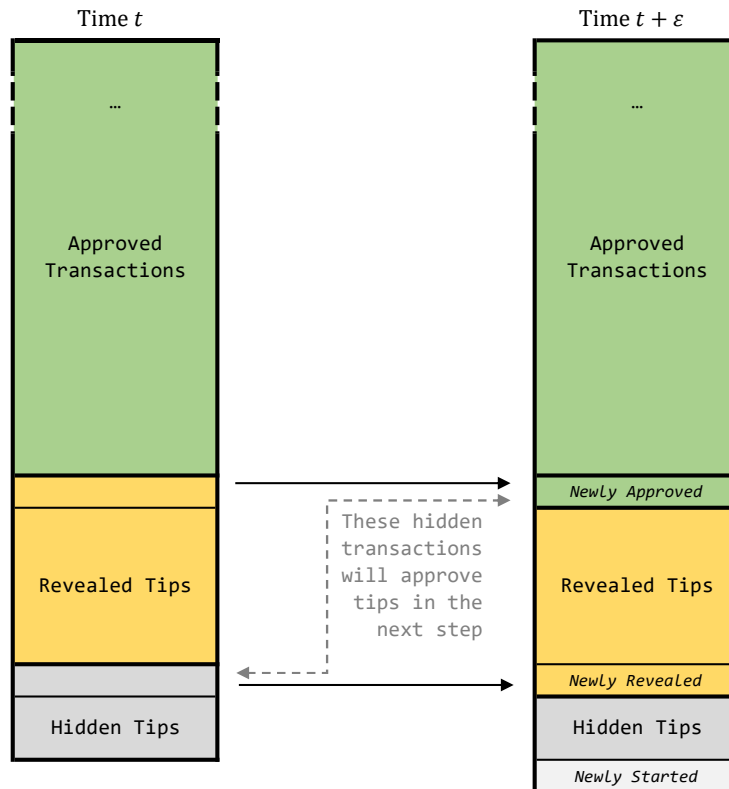 Time t
Time t + ε
…
…
Approved
Transactions
Approved
Transactions
Newly Approved
These hidden
transactions
will approve
tips in the
next step
Revealed Tips
Revealed Tips
Newly Revealed
Hidden Tips
Hidden Tips
Newly Started